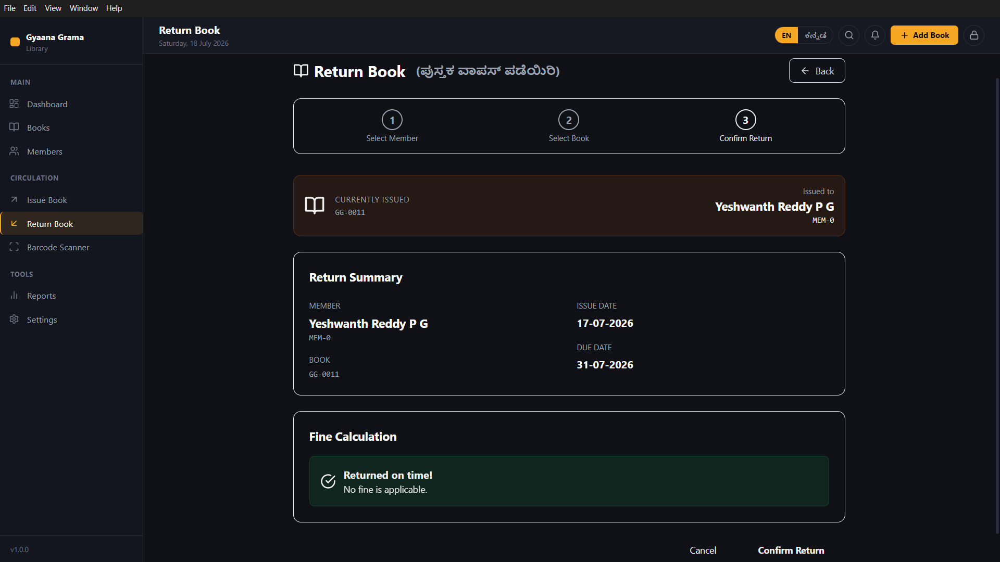 File Edit View Window Help
Gyaana Grama
Library
MAIN
Dashboard
Books
Members
CIRCULATION
Issue Book
Return Book
Barcode Scanner
TOOLS
Reports
Settings
v1.0.0
Return Book
Saturday, 18 July 2026
EN ಕನ್ನಡ
Add Book
Return Book (ಪುಸ್ತಕ ವಾಪಸ್ ಪಡೆಯಿರಿ)
Back
1 2 3
Select Member Select Book Confirm Return
CURRENTLY ISSUED
GG-0011
Issued to
Yeshwanth Reddy P G
MEM-0
Return Summary
MEMBER
Yeshwanth Reddy P G
MEM-0
BOOK
GG-0011
ISSUE DATE
17-07-2026
DUE DATE
31-07-2026
Fine Calculation
Returned on time!
No fine is applicable.
Cancel Confirm Return